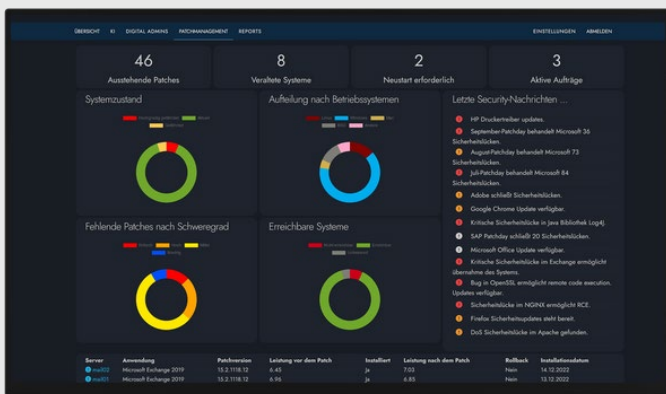 ÜBERSICHT KI DIGITAL ADMINS PATCHMANAGEMENT REPORTS EINSTELLUNGEN ABMELDEN
46
Ausstehende Patches
8
Veraltete Systeme
2
Neustart erforderlich
3
Aktive Aufträge
Systemzustand
Aufteilung nach Betriebssystemen
Fehlende Patches nach Schweregrad
Erreichbare Systeme
Letzte Security-Nachrichten ...
HP Druckertreiber updates.
September-Patchday behandelt Microsoft 36
Sicherheitslücken.
August-Patchday behandelt Microsoft 73
Sicherheitslücken.
Juli-Patchday behandelt Microsoft 84
Sicherheitslücken.
Adobe schließt Sicherheitslücken.
Google Chrome Update verfügbar.
Kritische Sicherheitslücke in Java Bibliothek Log4J.
SAP Patchday schließt 20 Sicherheitslücken.
Microsoft Office Update verfügbar.
Kritische Sicherheitslücke im Exchange ermöglicht
übernahme des Systems.
Bug in OpenSSL ermöglicht remote code execution.
Updates verfügbar.
Sicherheitslücke im NGINX ermöglicht RCE.
Firefox Sicherheitsupdates steht bereit.
DoS Sicherheitslücke im Apache gefunden.
Server Anwendung Patchversion Leistung vor dem Patch Installiert Leistung nach dem Patch Rollback Installationsdatum
mail02 Microsoft Exchange 2019 15.2.1118.12 6.45 Ja 7.03 Nein 14.12.2022
mail01 Microsoft Exchange 2019 15.2.1118.12 6.96 Ja 6.85 Nein 13.12.2022